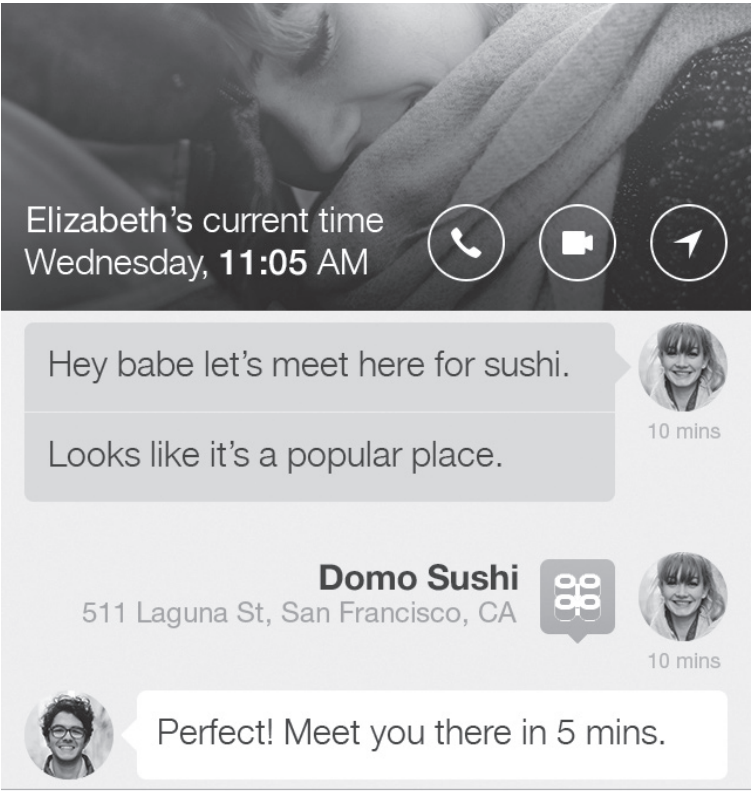 Elizabeth’s current time
Wednesday, 11:05 AM
Hey babe let’s meet here for sushi.
10 mins
Looks like it’s a popular place.
Domo Sushi
511 Laguna St, San Francisco, CA
10 mins
Perfect! Meet you there in 5 mins.